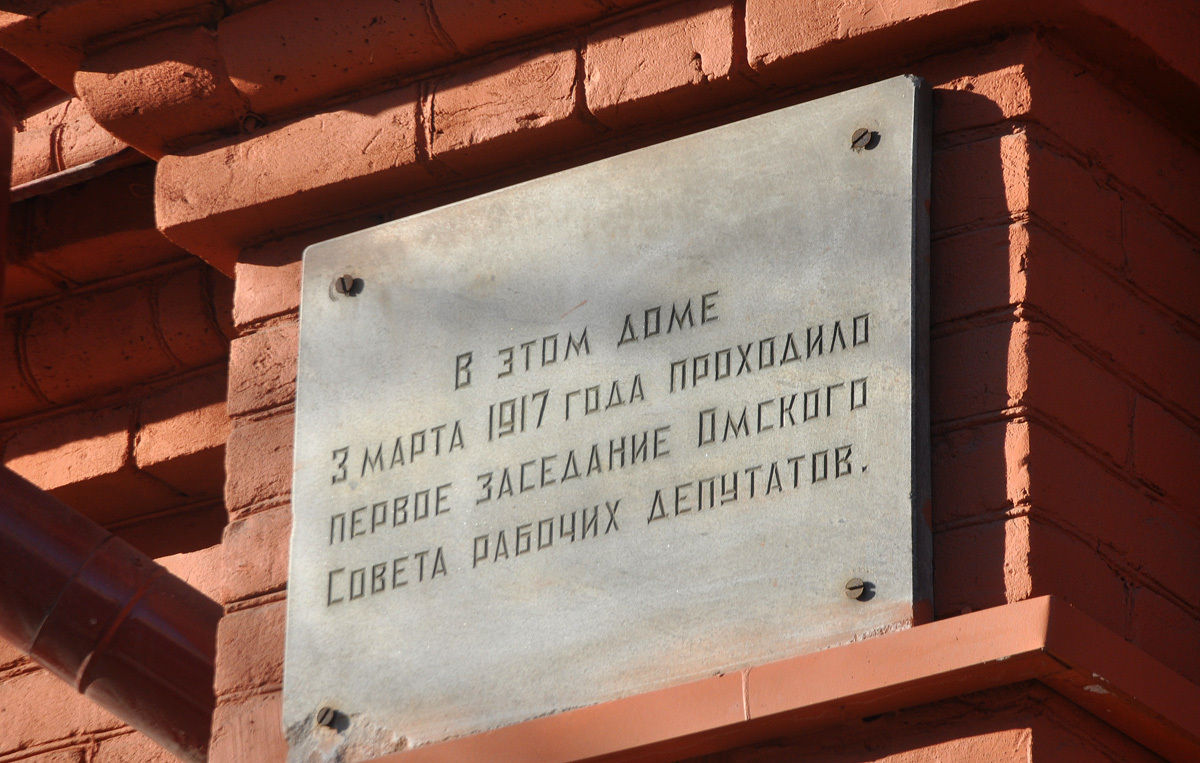 В ЭТОМ ДОМЕ
3 МАРТА 1917 ГОДА ПРОХОДИЛО
ПЕРВОЕ ЗАСЕДАНИЕ ОМСКОГО
СОВЕТА РАБОЧИХ ДЕПУТАТОВ.